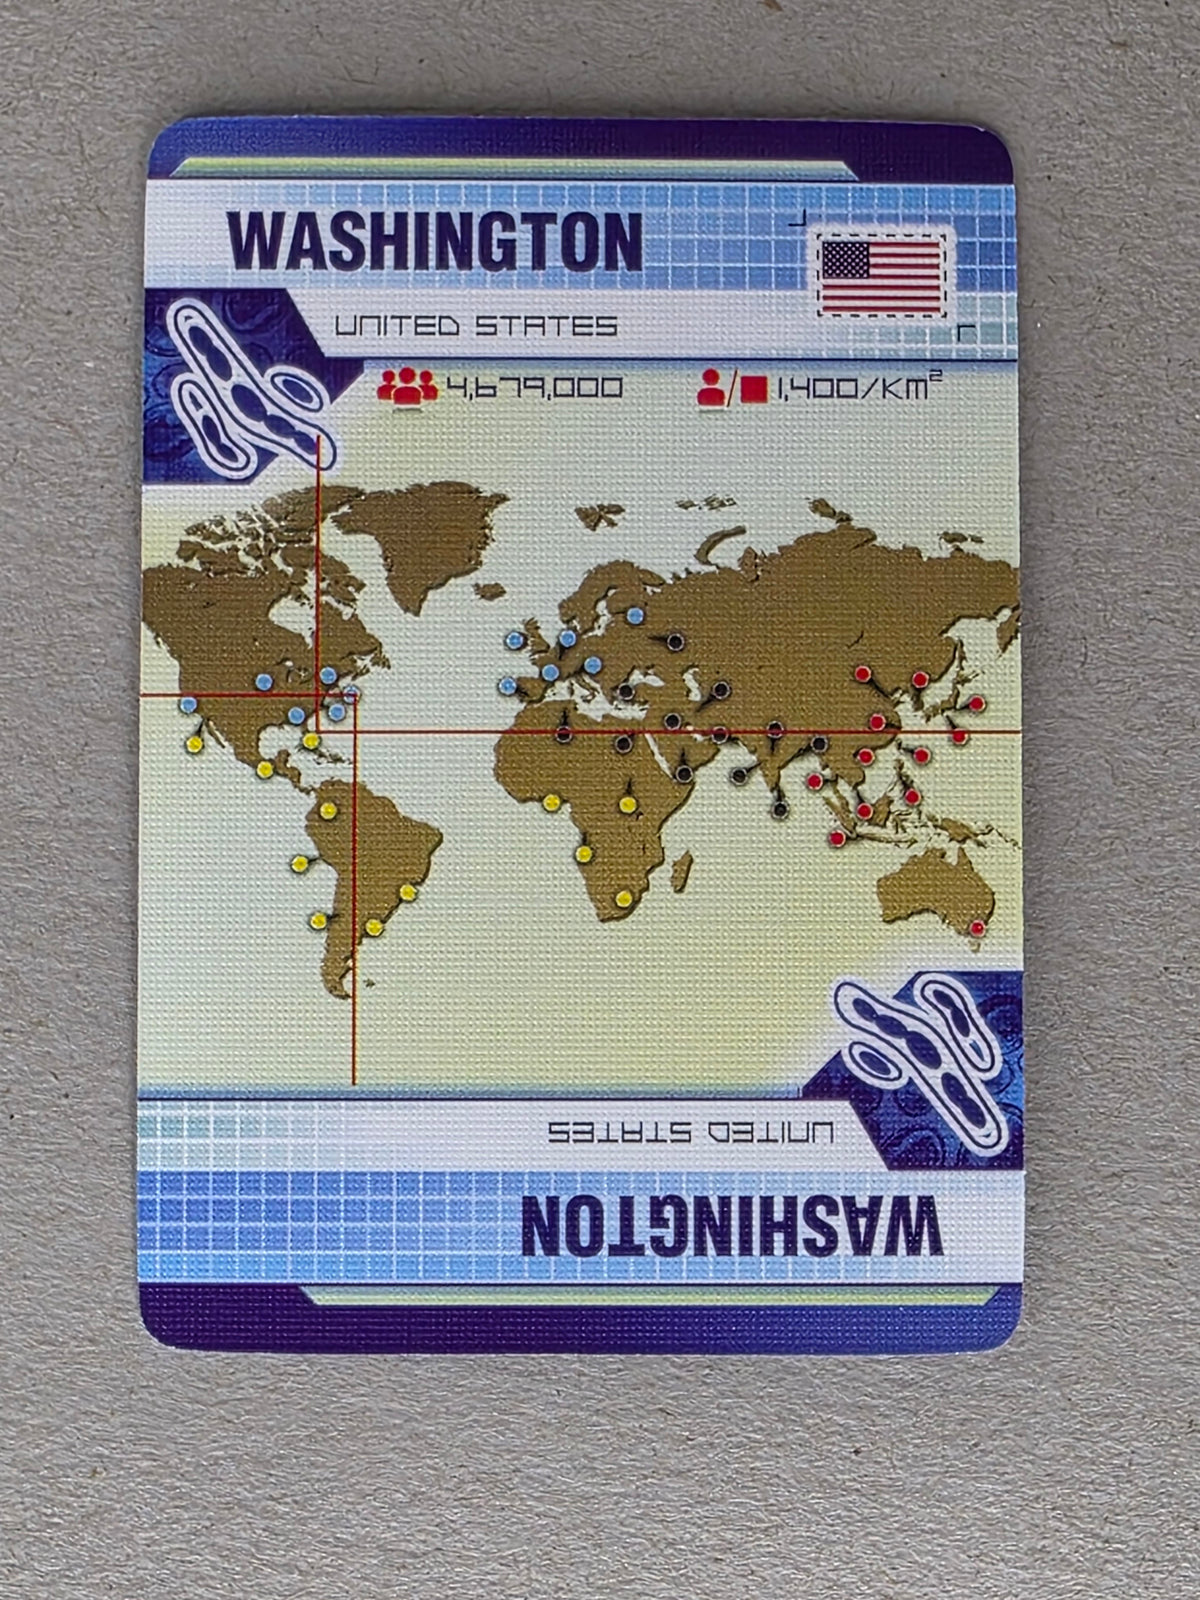 WASHINGTON
UNITED STATES
4,679,000 1,400/KM²
UNITED STATES
WASHINGTON